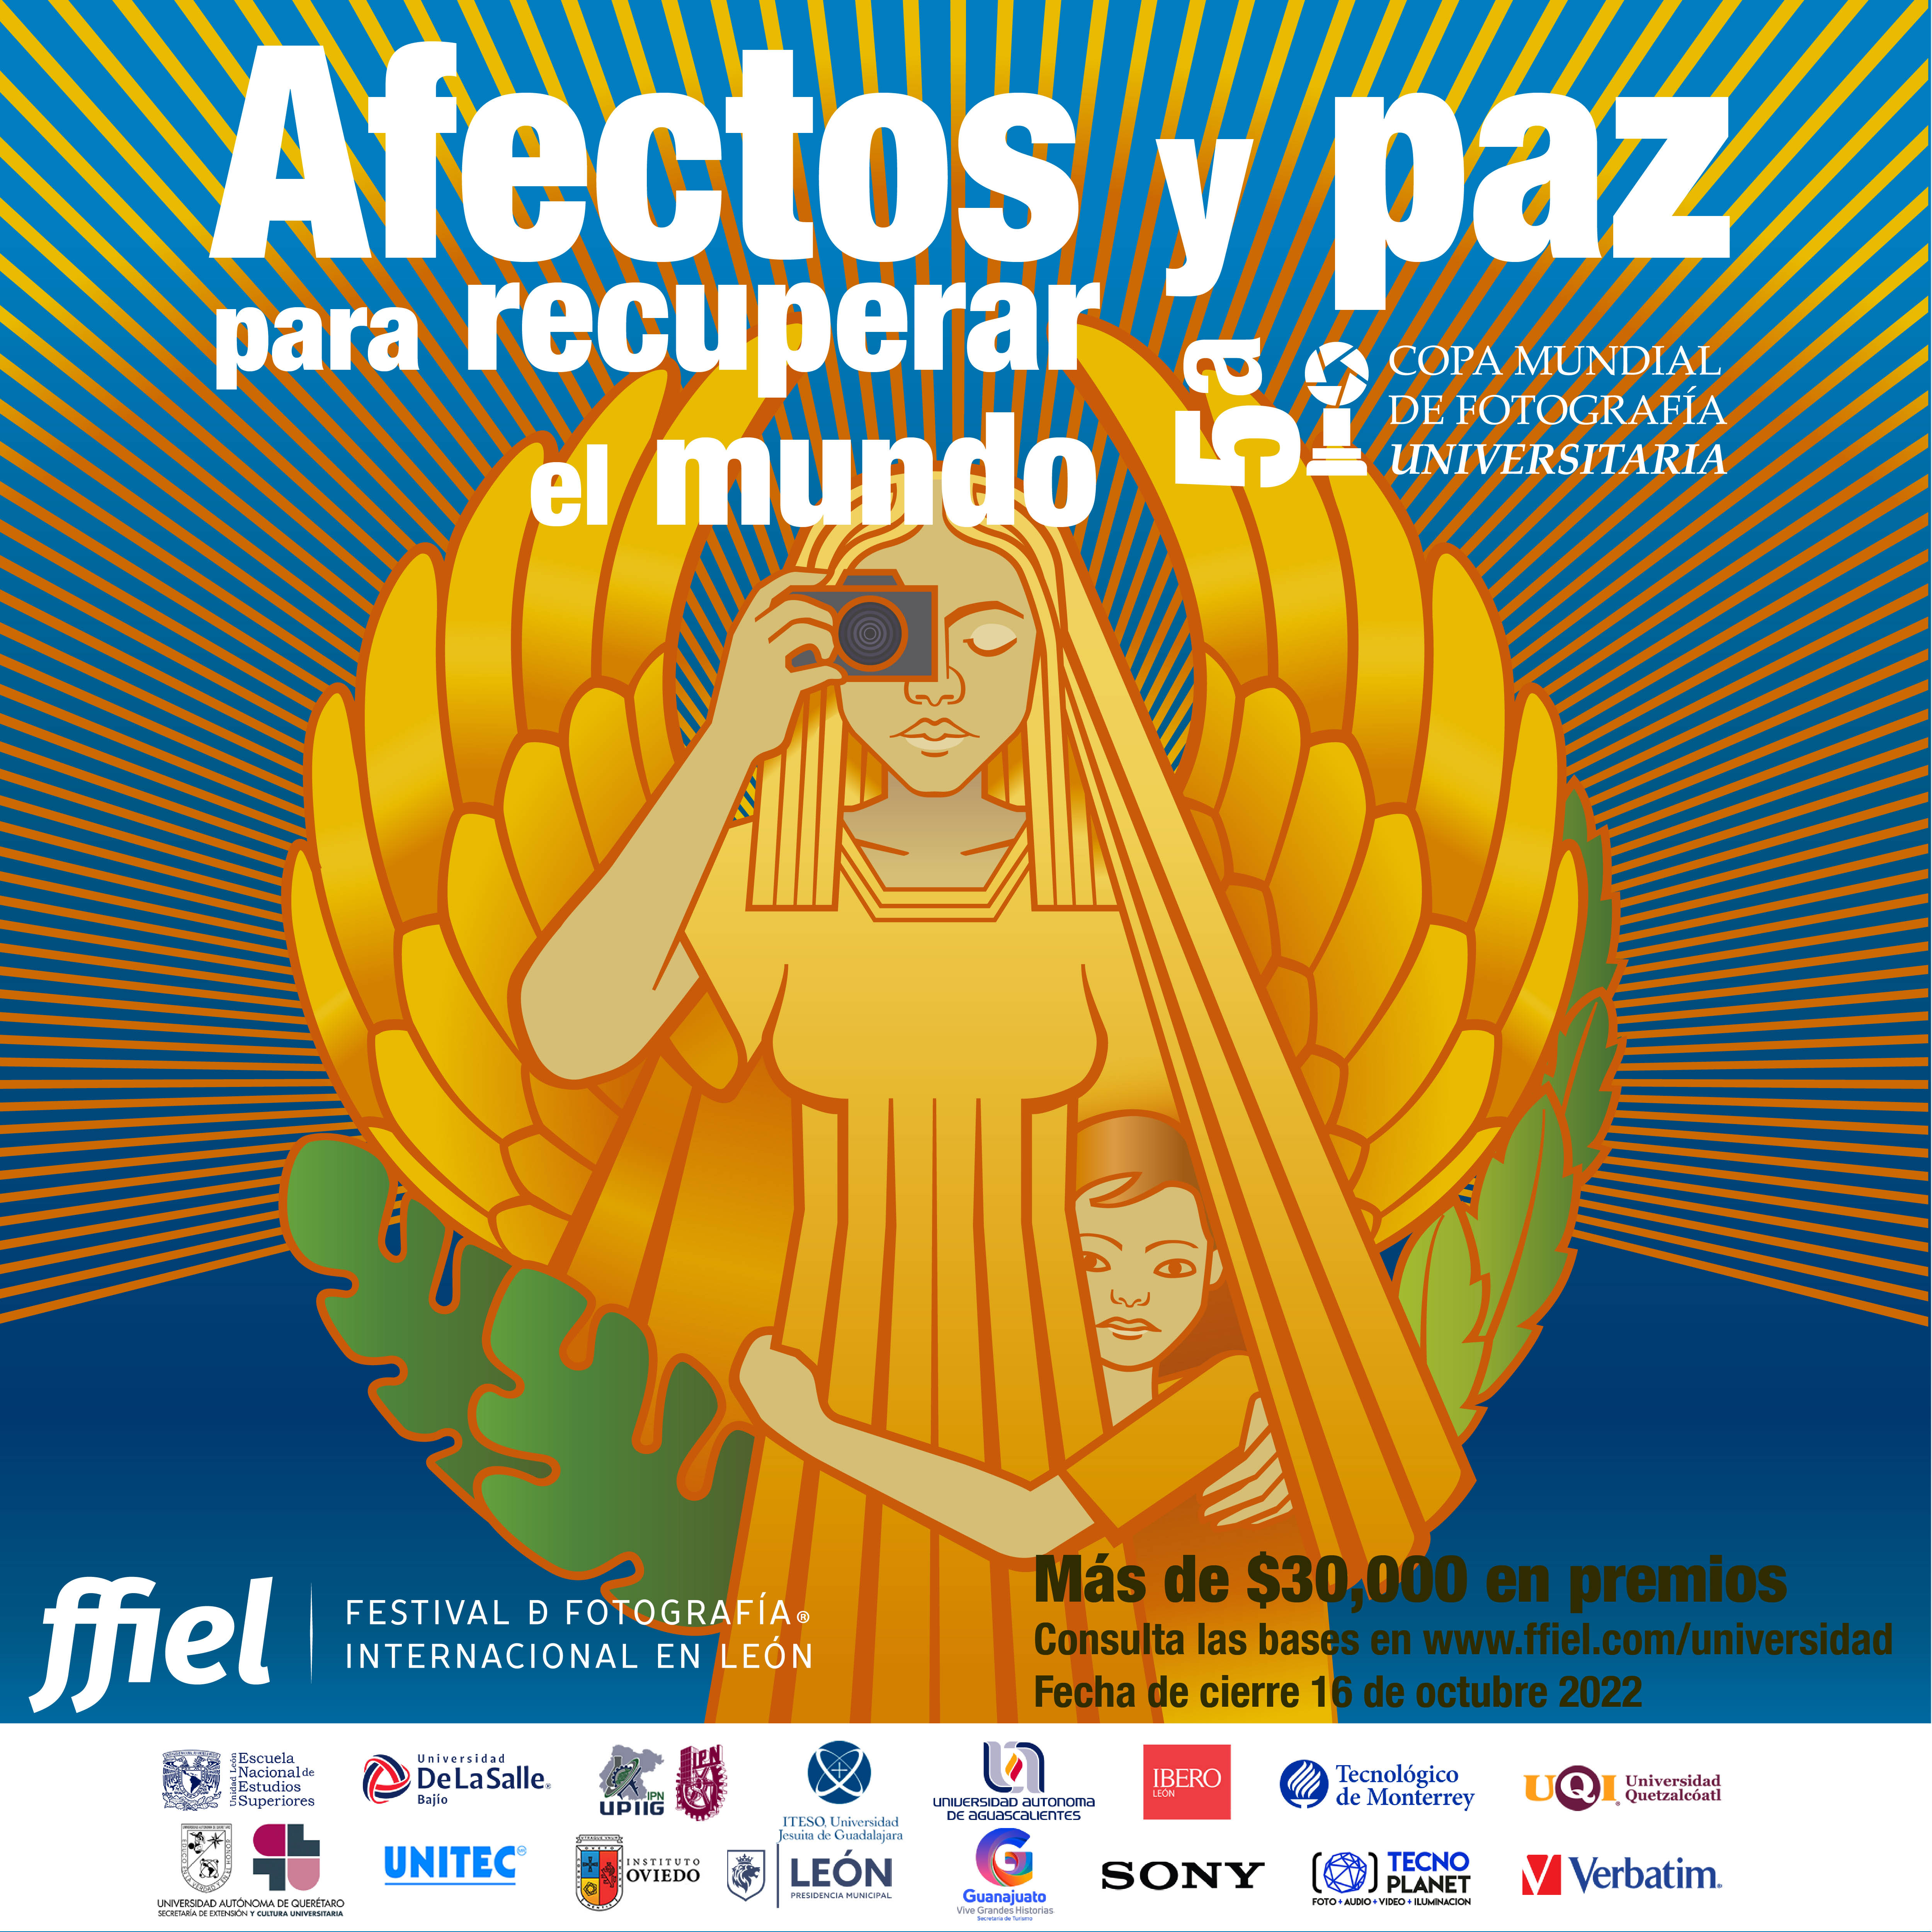 Afectos y paz
para recuperar
el mundo
5a
COPA MUNDIAL
DE FOTOGRAFÍA
UNIVERSITARIA
ffiel
FESTIVAL D FOTOGRAFÍA®
INTERNACIONAL EN LEÓN
Más de $30,000 en premios
Consulta las bases en www.ffiel.com/universidad
Fecha de cierre 16 de octubre 2022
Unidad León
Escuela
Nacional de
Estudios
Superiores
Universidad
De La Salle®
Bajío
IPN
UPIIG
IPN
ITESO, Universidad
Jesuita de Guadalajara
UNIVERSIDAD AUTONOMA
DE AGUASCALIENTES
IBERO
LEÓN
Tecnológico
de Monterrey
UQI®
Universidad
Quetzalcóatl
UNIVERSIDAD AUTÓNOMA DE QUERÉTARO
SECRETARÍA DE EXTENSIÓN Y CULTURA UNIVERSITARIA
UNITEC
INSTITUTO
OVIEDO
LEÓN
PRESIDENCIA MUNICIPAL
G
Guanajuato
Vive Grandes Historias
Secretaría de Turismo
SONY
TECNO
PLANET
FOTO + AUDIO + VIDEO + ILUMINACION
Verbatim®